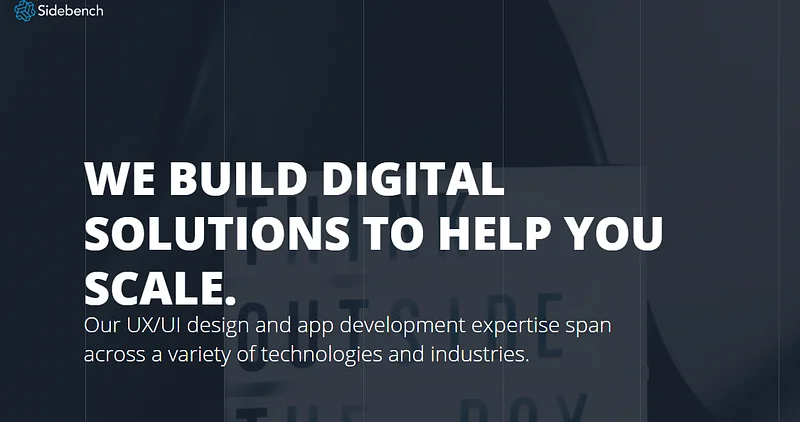 Sidebench
WE BUILD DIGITAL
SOLUTIONS TO HELP YOU
SCALE.
Our UX/UI design and app development expertise span
across a variety of technologies and industries.
THINK
OUTSIDE
THE BOX